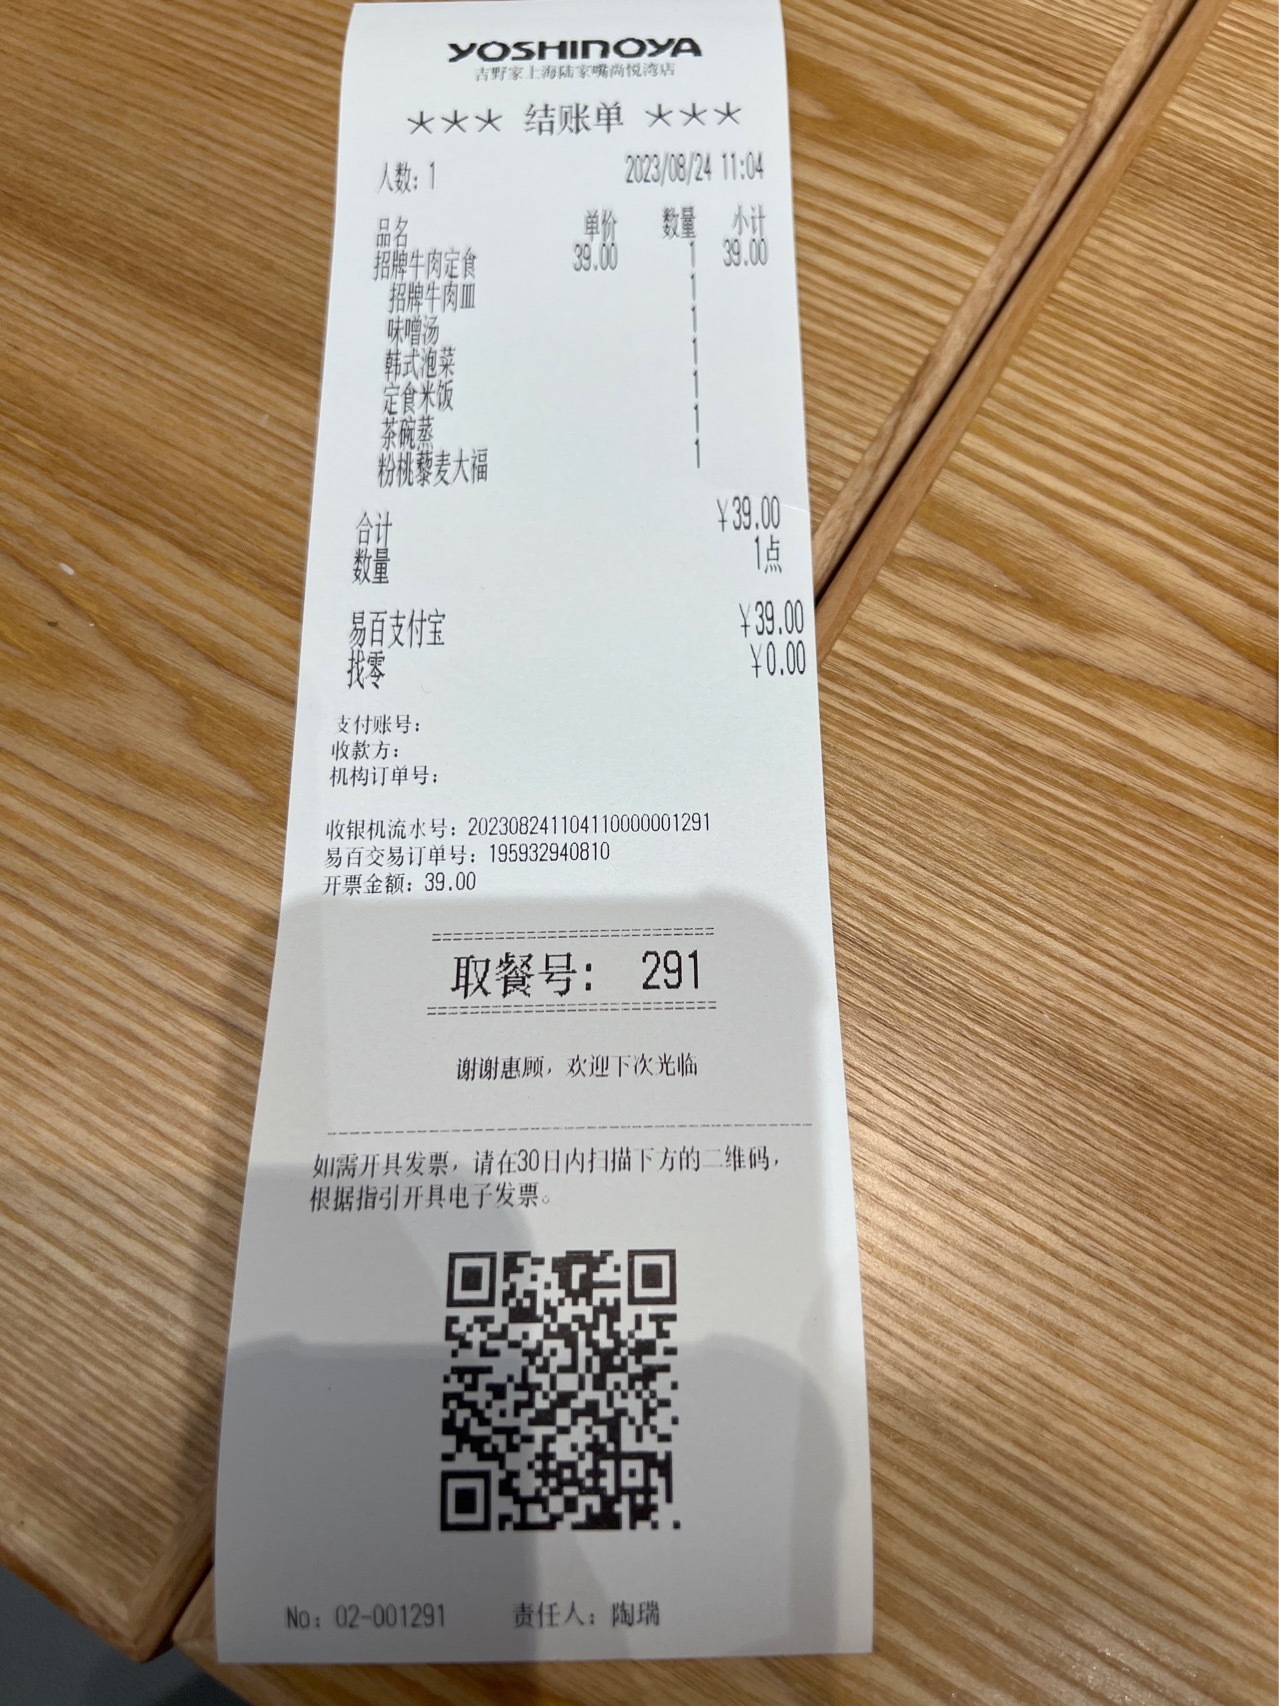 YOSHINOYA
吉野家上海陆家嘴尚悦湾店
*** 结账单 ***
人数: 1 2023/08/24 11:04
品名 单价 数量 小计
招牌牛肉定食 39.00 1 39.00
招牌牛肉皿 1
味噌汤 1
韩式泡菜 1
定食米饭 1
茶碗蒸 1
粉桃藜麦大福 1
合计 ¥39.00
数量 1点
易百支付宝 ¥39.00
找零 ¥0.00
支付账号:
收款方:
机构订单号:
收银机流水号: 2023082411041100000001291
易百交易订单号: 195932940810
开票金额: 39.00
取餐号: 291
谢谢惠顾, 欢迎下次光临
如需开具发票, 请在30日内扫描下方的二维码,
根据指引开具电子发票。
No: 02-001291 责任人: 陶瑞